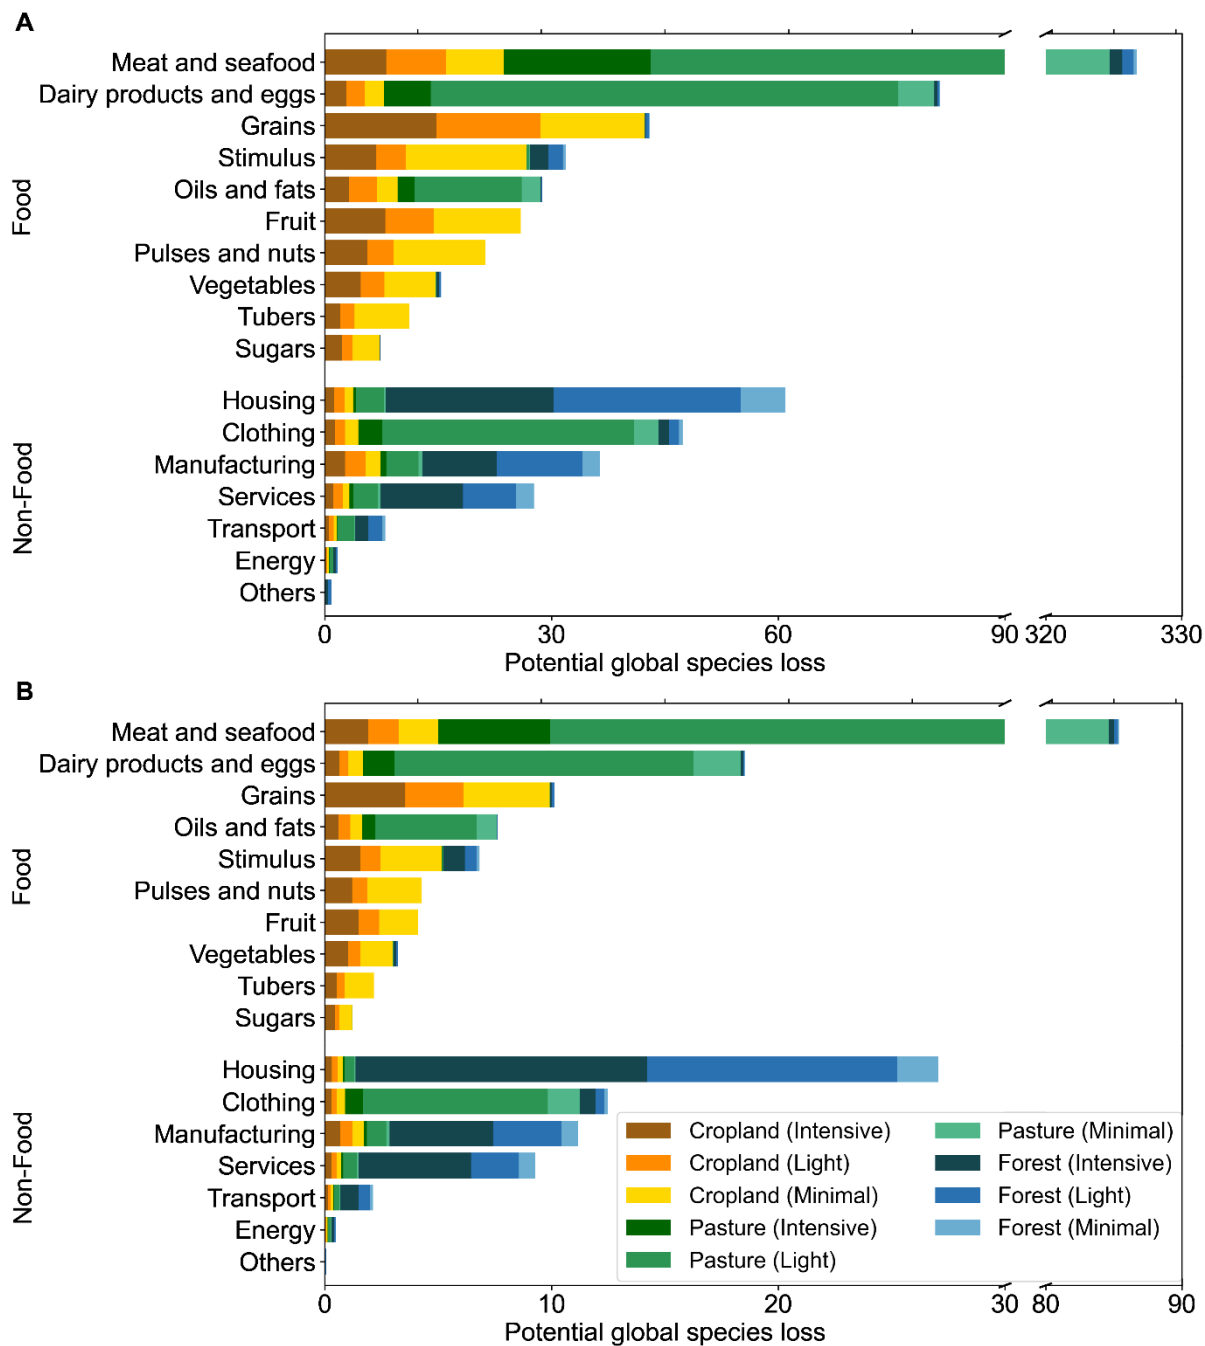 A
Meat and seafood
Dairy products and eggs
Grains
Stimulus
Oils and fats
Fruit
Pulses and nuts
Vegetables
Tubers
Sugars
Food
Housing
Clothing
Manufacturing
Services
Transport
Energy
Others
Non-Food
0 30 60 90 320 330
Potential global species loss
B
Meat and seafood
Dairy products and eggs
Grains
Oils and fats
Stimulus
Pulses and nuts
Fruit
Vegetables
Tubers
Sugars
Food
Housing
Clothing
Manufacturing
Services
Transport
Energy
Others
Non-Food
Cropland (Intensive)
Cropland (Light)
Cropland (Minimal)
Pasture (Intensive)
Pasture (Light)
Pasture (Minimal)
Forest (Intensive)
Forest (Light)
Forest (Minimal)
0 10 20 30 80 90
Potential global species loss